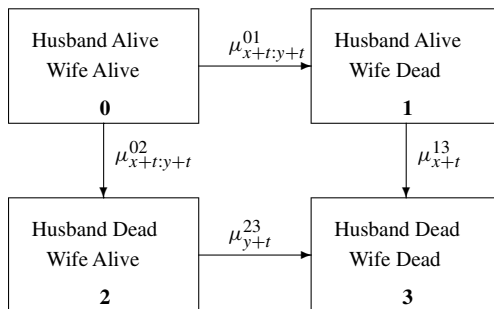 Husband Alive
Wife Alive
0
μ^{01}_{x+t:y+t}
Husband Alive
Wife Dead
1
μ^{02}_{x+t:y+t}
μ^{13}_{x+t}
Husband Dead
Wife Alive
2
μ^{23}_{y+t}
Husband Dead
Wife Dead
3